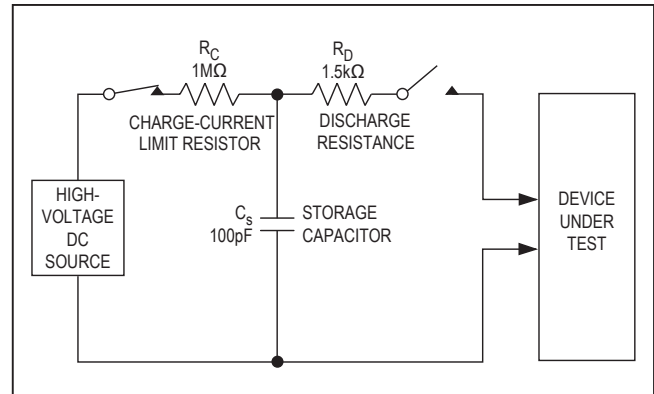 R_C
1MΩ
CHARGE-CURRENT
LIMIT RESISTOR
R_D
1.5kΩ
DISCHARGE
RESISTANCE
HIGH-
VOLTAGE
DC
SOURCE
C_s
100pF
STORAGE
CAPACITOR
DEVICE
UNDER
TEST